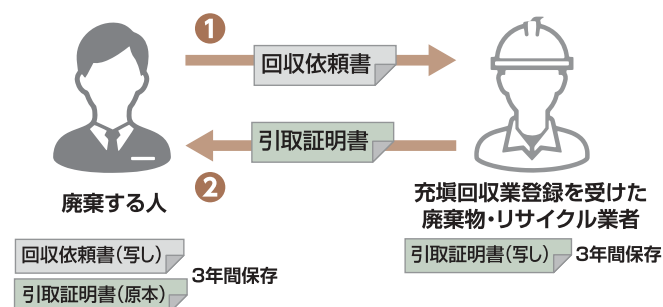 1
回収依頼書
引取証明書
2
廃棄する人
充塡回収業登録を受けた
廃棄物・リサイクル業者
回収依頼書(写し)
引取証明書(原本)
3年間保存
引取証明書(写し) 3年間保存